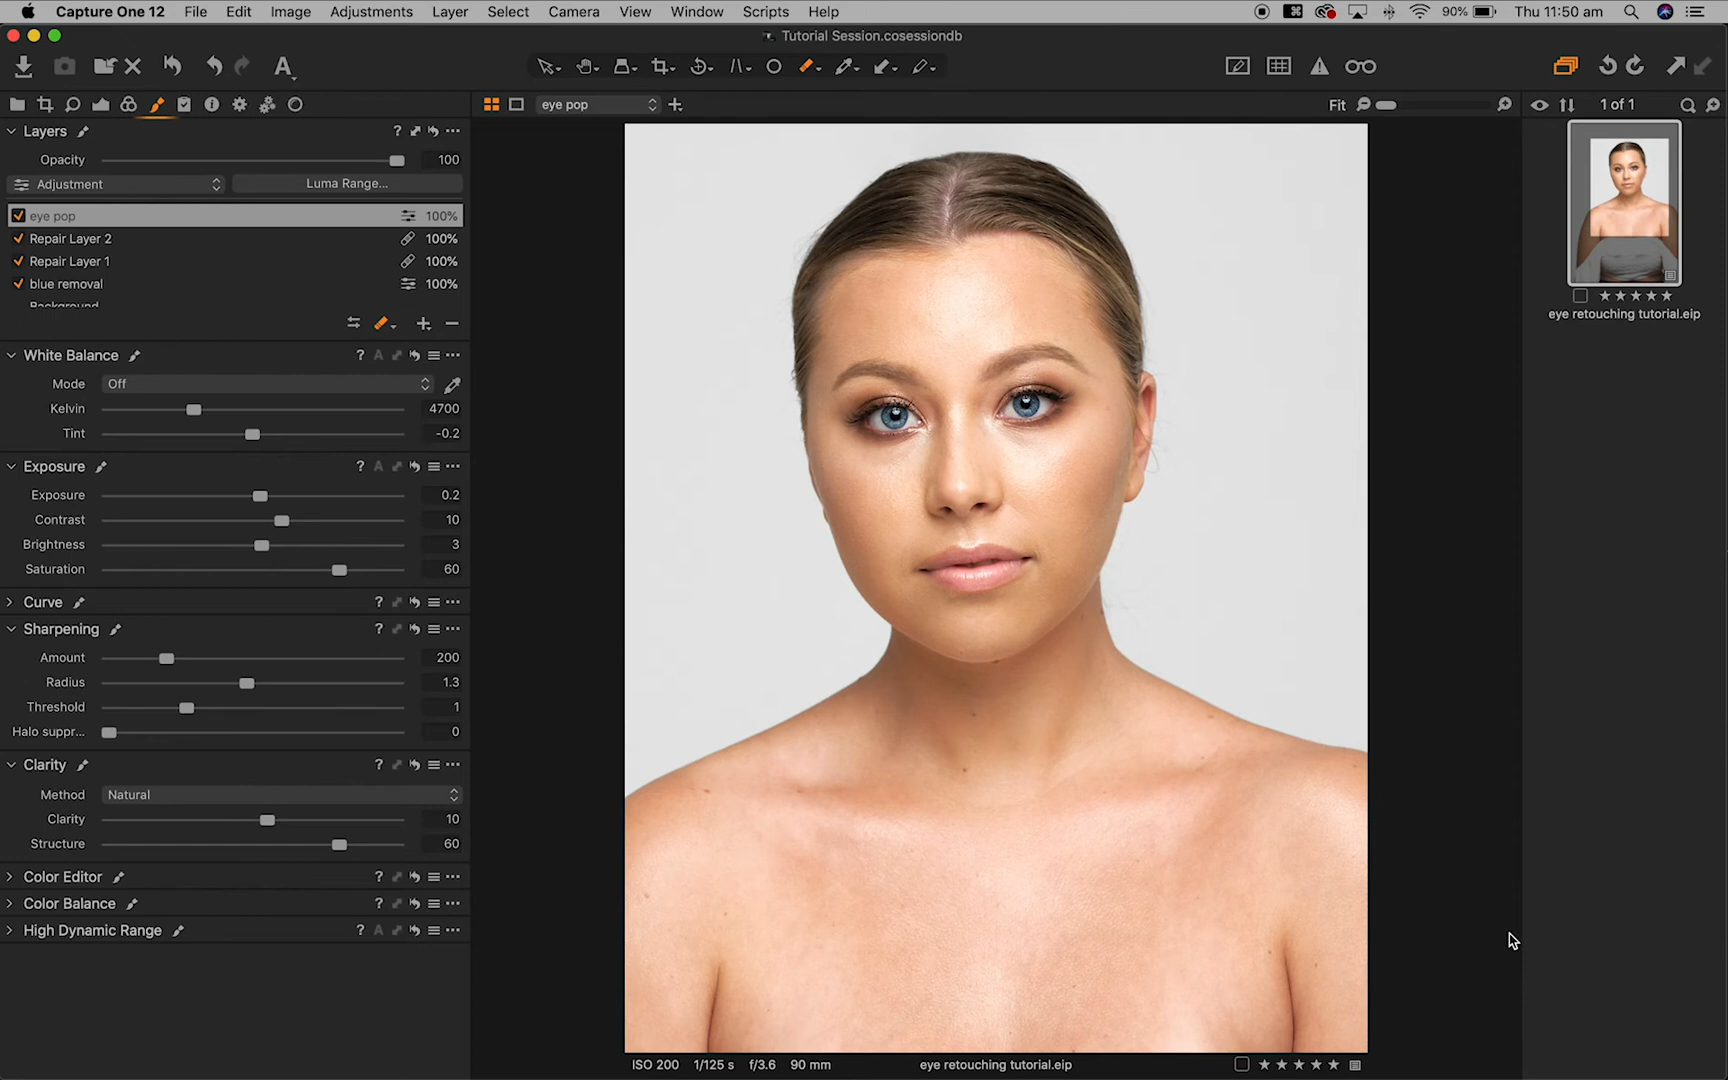 Capture One 12 File Edit Image Adjustments Layer Select Camera View Window Scripts Help 90% Thu 11:50 am
Tutorial Session.cosessiondb
eye pop Fit 1 of 1
Layers ?
Opacity 100
Adjustment Luma Range...
eye pop 100%
Repair Layer 2 100%
Repair Layer 1 100%
blue removal 100%
Background
White Balance ? A
Mode Off
Kelvin 4700
Tint -0.2
Exposure ? A
Exposure 0.2
Contrast 10
Brightness 3
Saturation 60
Curve ?
Sharpening ?
Amount 200
Radius 1.3
Threshold 1
Halo suppr... 0
Clarity ?
Method Natural
Clarity 10
Structure 60
Color Editor ?
Color Balance ?
High Dynamic Range ? A
eye retouching tutorial.eip
ISO 200 1/125 s f/3.6 90 mm eye retouching tutorial.eip